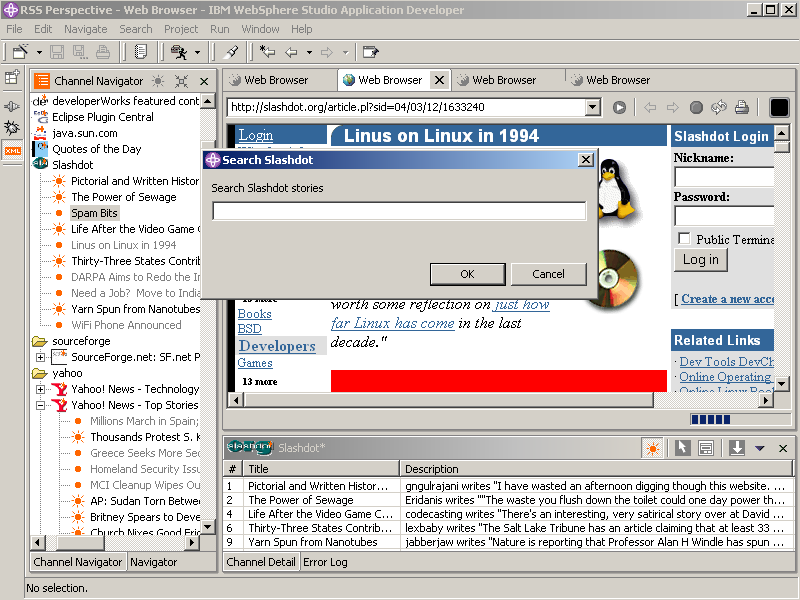 RSS Perspective - Web Browser - IBM WebSphere Studio Application Developer
File Edit Navigate Search Project Run Window Help
Channel Navigator
developerWorks featured cont
Eclipse Plugin Central
java.sun.com
Quotes of the Day
Slashdot
Pictorial and Written Histor
The Power of Sewage
Spam Bits
Life After the Video Game
Linus on Linux in 1994
Thirty-Three States Contrib
DARPA Aims to Redo the In
Need a Job? Move to India
Yarn Spun from Nanotubes
WiFi Phone Announced
sourceforge
SourceForge.net: SF.net P
yahoo
Yahoo! News - Technology
Yahoo! News - Top Stories
Millions March in Spain;
Thousands Protest S. K
Greece Seeks More Sec
Homeland Security Issu
MCI Cleanup Wipes Ou
AP: Sudan Torn Betwe
Britney Spears to Deve
Church Nixes Good Frid
Channel Navigator Navigator
Web Browser Web Browser Web Browser Web Browser
http://slashdot.org/article.pl?sid=04/03/12/1633240
Login
Linus on Linux in 1994
Slashdot Login
Nickname:
Password:
Public Termina
Log in
[ Create a new acco
Related Links
· Dev Tools DevCh
· Online Operating
· Online Linux Boo
Search Slashdot
Search Slashdot stories
OK Cancel
13 more
Books
BSD
Developers
Games
13 more
worth some reflection on just how
far Linux has come in the last
decade."
slashdot.org Slashdot*
# Title Description
1 Pictorial and Written Histor... gngulrajani writes "I have wasted an afternoon digging though this website. ...
2 The Power of Sewage Eridanis writes ""The waste you flush down the toilet could one day power th...
4 Life After the Video Game C... codecasting writes "There's an interesting, very satirical story over at David ...
6 Thirty-Three States Contrib... lexbaby writes "The Salt Lake Tribune has an article claiming that at least 33 ...
9 Yarn Spun from Nanotubes jabberjaw writes "Nature is reporting that Professor Alan H Windle has spun ...
Channel Detail Error Log
No selection.